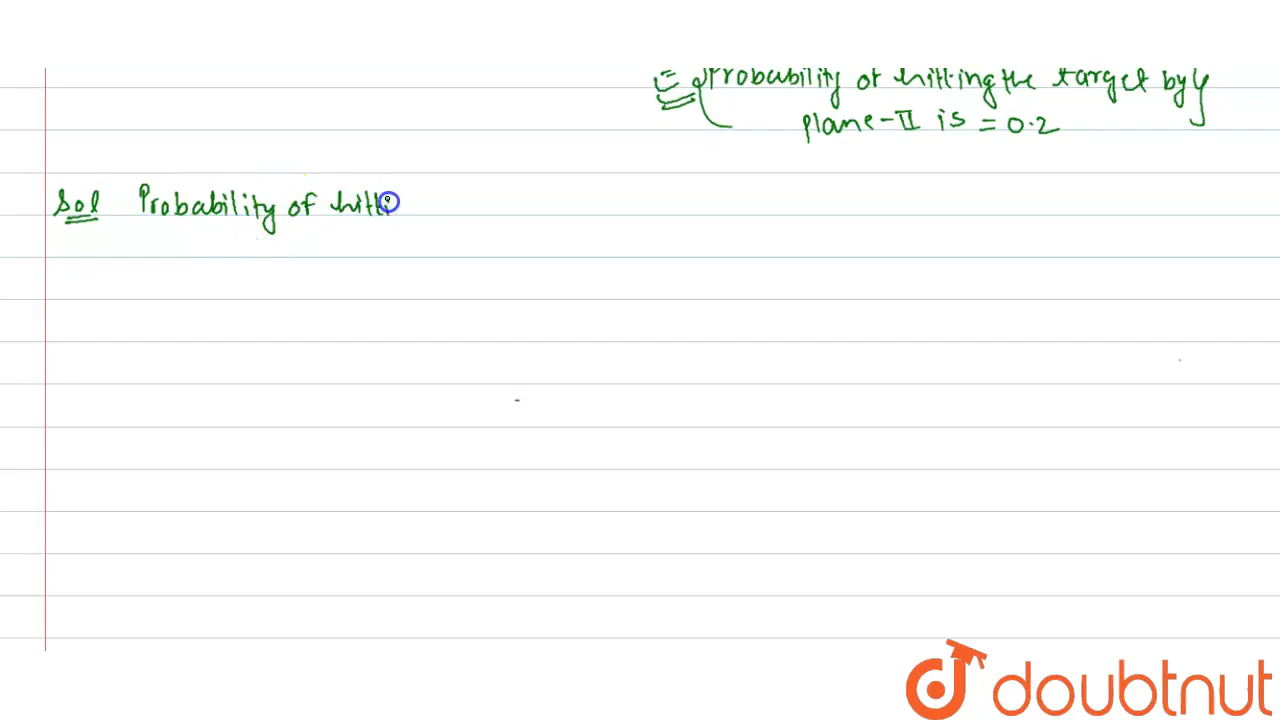 Probability of hitting the target by
plane-II is = 0.2
Sol Probability of hitti
doubtnut